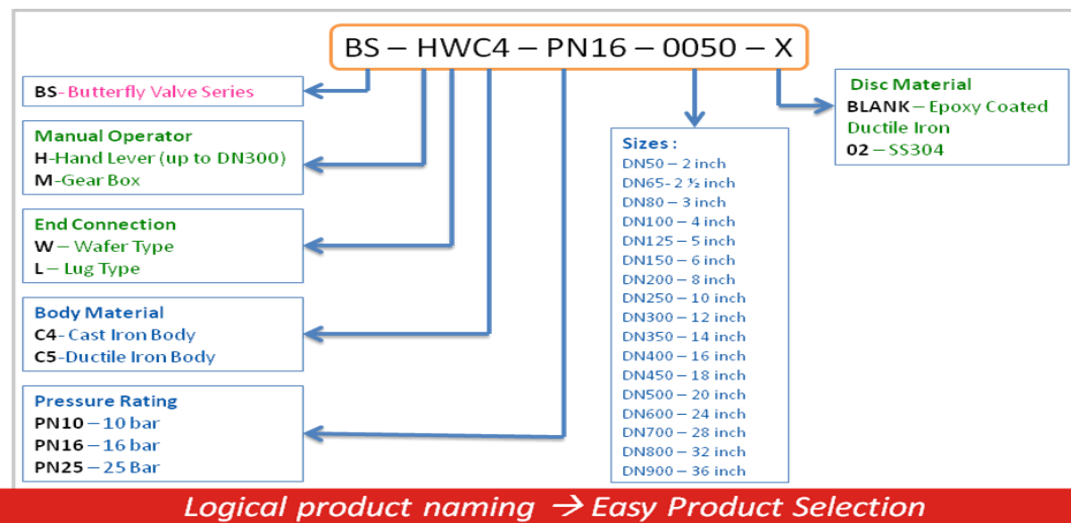 BS – HWC4 – PN16 – 0050 – X
BS-Butterfly Valve Series
Manual Operator
H-Hand Lever (up to DN300)
M-Gear Box
End Connection
W – Wafer Type
L – Lug Type
Body Material
C4-Cast Iron Body
C5-Ductile Iron Body
Pressure Rating
PN10 – 10 bar
PN16 – 16 bar
PN25 – 25 Bar
Sizes :
DN50 – 2 inch
DN65- 2 ½ inch
DN80 – 3 inch
DN100 – 4 inch
DN125 – 5 inch
DN150 – 6 inch
DN200 – 8 inch
DN250 – 10 inch
DN300 – 12 inch
DN350 – 14 inch
DN400 – 16 inch
DN450 – 18 inch
DN500 – 20 inch
DN600 – 24 inch
DN700 – 28 inch
DN800 – 32 inch
DN900 – 36 inch
Disc Material
BLANK – Epoxy Coated
Ductile Iron
02 – SS304
Logical product naming → Easy Product Selection